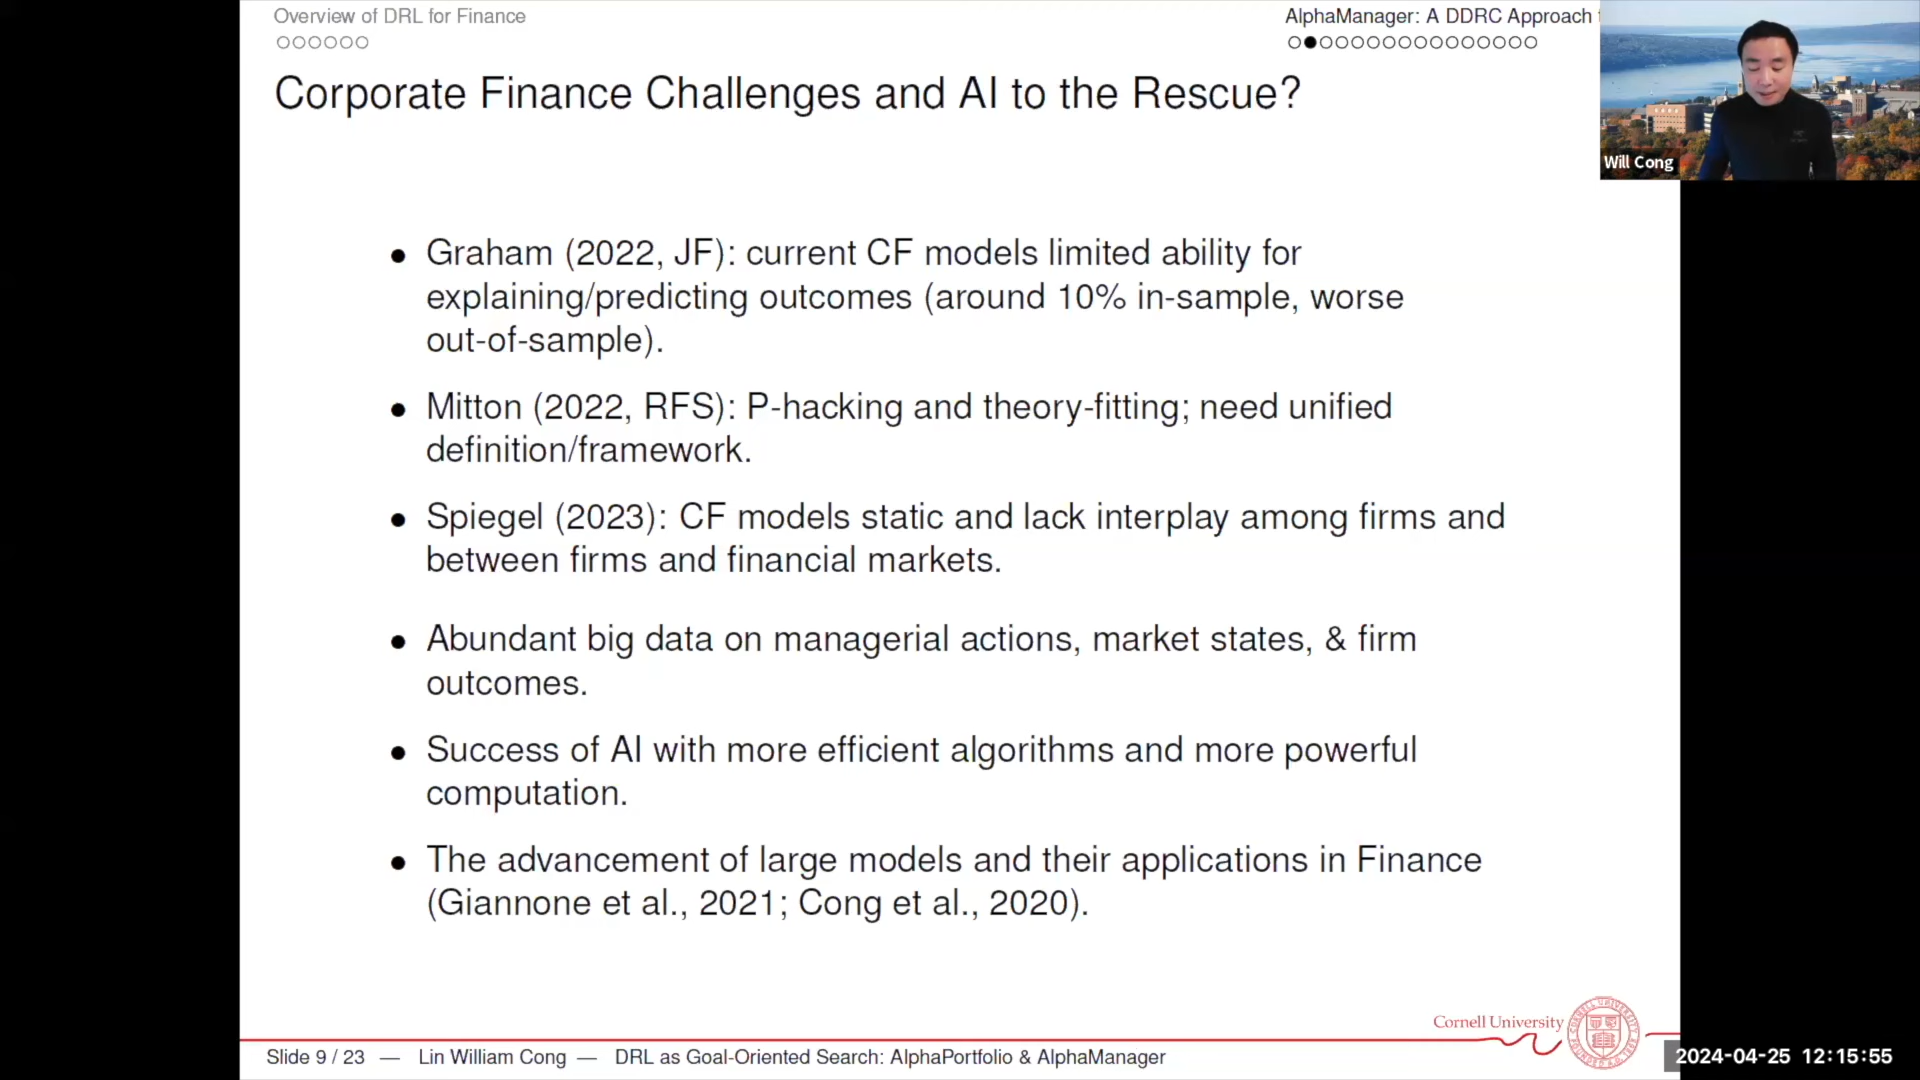 Overview of DRL for Finance
AlphaManager: A DDRC Approach
Will Cong
Corporate Finance Challenges and AI to the Rescue?
Graham (2022, JF): current CF models limited ability for
explaining/predicting outcomes (around 10% in-sample, worse
out-of-sample).
Mitton (2022, RFS): P-hacking and theory-fitting; need unified
definition/framework.
Spiegel (2023): CF models static and lack interplay among firms and
between firms and financial markets.
Abundant big data on managerial actions, market states, & firm
outcomes.
Success of AI with more efficient algorithms and more powerful
computation.
The advancement of large models and their applications in Finance
(Giannone et al., 2021; Cong et al., 2020).
Cornell University
Slide 9 / 23 — Lin William Cong — DRL as Goal-Oriented Search: AlphaPortfolio & AlphaManager
2024-04-25 12:15:55